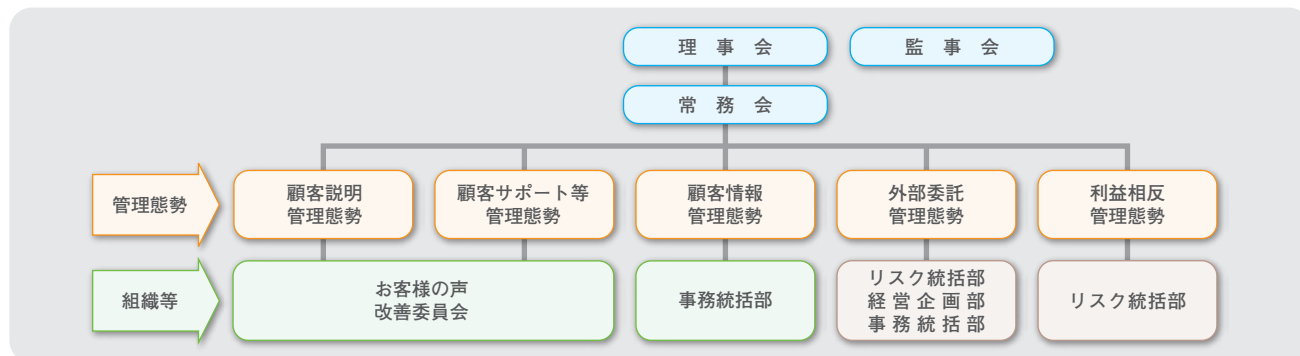 理事会
監事会
常務会
管理態勢
顧客説明
管理態勢
顧客サポート等
管理態勢
顧客情報
管理態勢
外部委託
管理態勢
利益相反
管理態勢
組織等
お客様の声
改善委員会
事務統括部
リスク統括部
経営企画部
事務統括部
リスク統括部